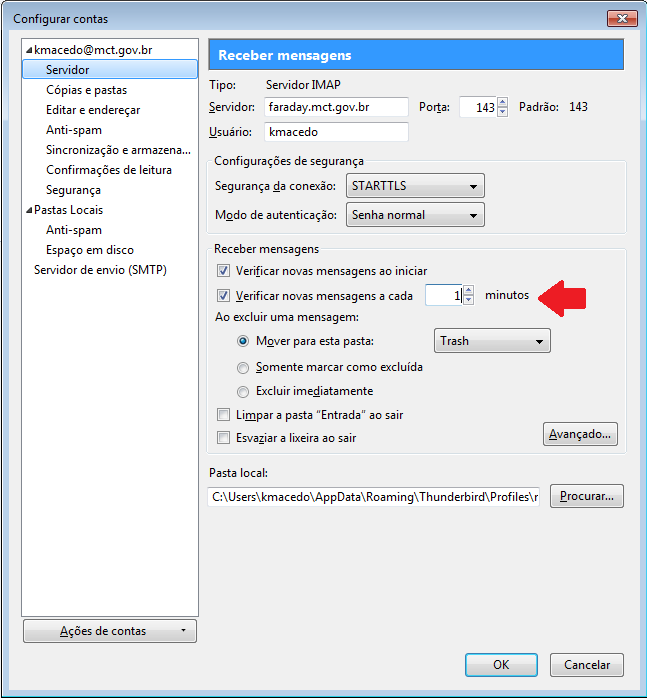 Configurar contas
kmacedo@mct.gov.br
Servidor
Cópias e pastas
Editar e endereçar
Anti-spam
Sincronização e armazena...
Confirmações de leitura
Segurança
Pastas Locais
Anti-spam
Espaço em disco
Servidor de envio (SMTP)
Ações de contas
Receber mensagens
Tipo: Servidor IMAP
Servidor: faraday.mct.gov.br Porta: 143 Padrão: 143
Usuário: kmacedo
Configurações de segurança
Segurança da conexão: STARTTLS
Modo de autenticação: Senha normal
Receber mensagens
Verificar novas mensagens ao iniciar
Verificar novas mensagens a cada 1 minutos
Ao excluir uma mensagem:
Mover para esta pasta: Trash
Somente marcar como excluída
Excluir imediatamente
Limpar a pasta “Entrada” ao sair
Esvaziar a lixeira ao sair
Avançado...
Pasta local:
C:\Users\kmacedo\AppData\Roaming\Thunderbird\Profiles\r Procurar...
OK Cancelar